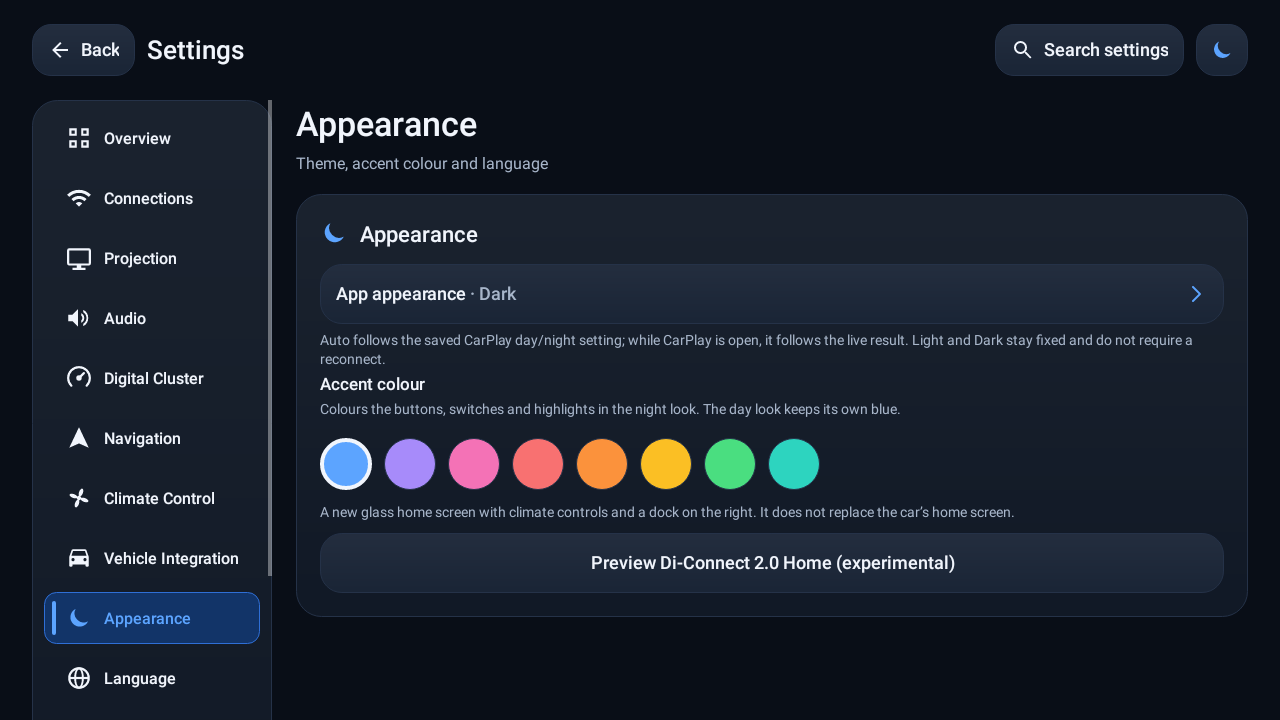 Back
Settings
Search settings
Overview
Connections
Projection
Audio
Digital Cluster
Navigation
Climate Control
Vehicle Integration
Appearance
Language
Appearance
Theme, accent colour and language
Appearance
App appearance · Dark
Auto follows the saved CarPlay day/night setting; while CarPlay is open, it follows the live result. Light and Dark stay fixed and do not require a
reconnect.
Accent colour
Colours the buttons, switches and highlights in the night look. The day look keeps its own blue.
A new glass home screen with climate controls and a dock on the right. It does not replace the car’s home screen.
Preview Di-Connect 2.0 Home (experimental)